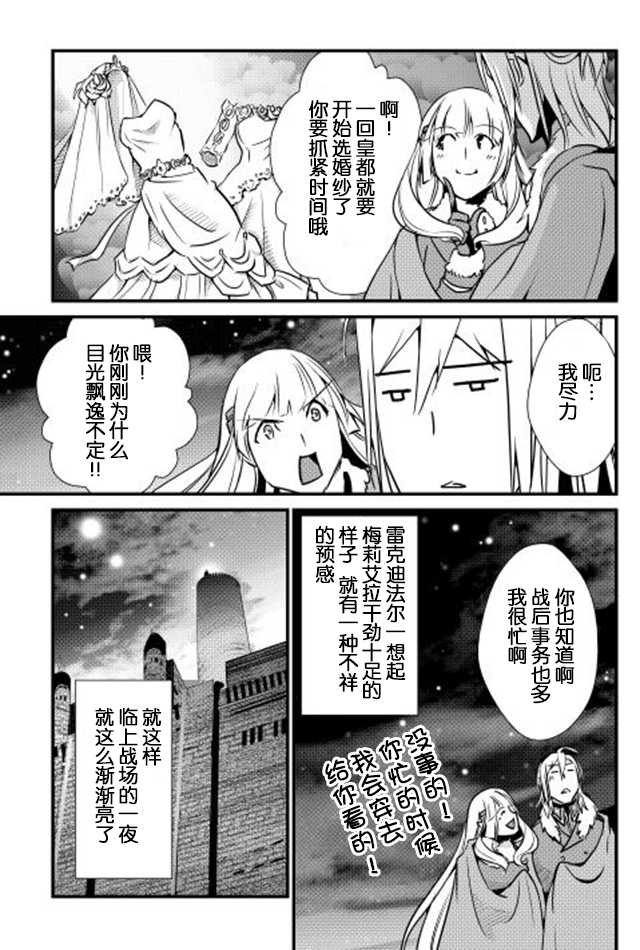 啊！
一回皇都就要
开始选婚纱了
你要抓紧时间哦
呃…
我尽力
喂！
你刚刚为什么
目光飘逸不定!!
你也知道啊
战后事务也多
我很忙啊
雷克迪法尔一想起
梅莉艾拉干劲十足的
样子 就有一种不祥
的预感
没事的！
你忙的时候
我会穿去
给你看的！
就这样
临上战场的一夜
就这么渐渐亮了